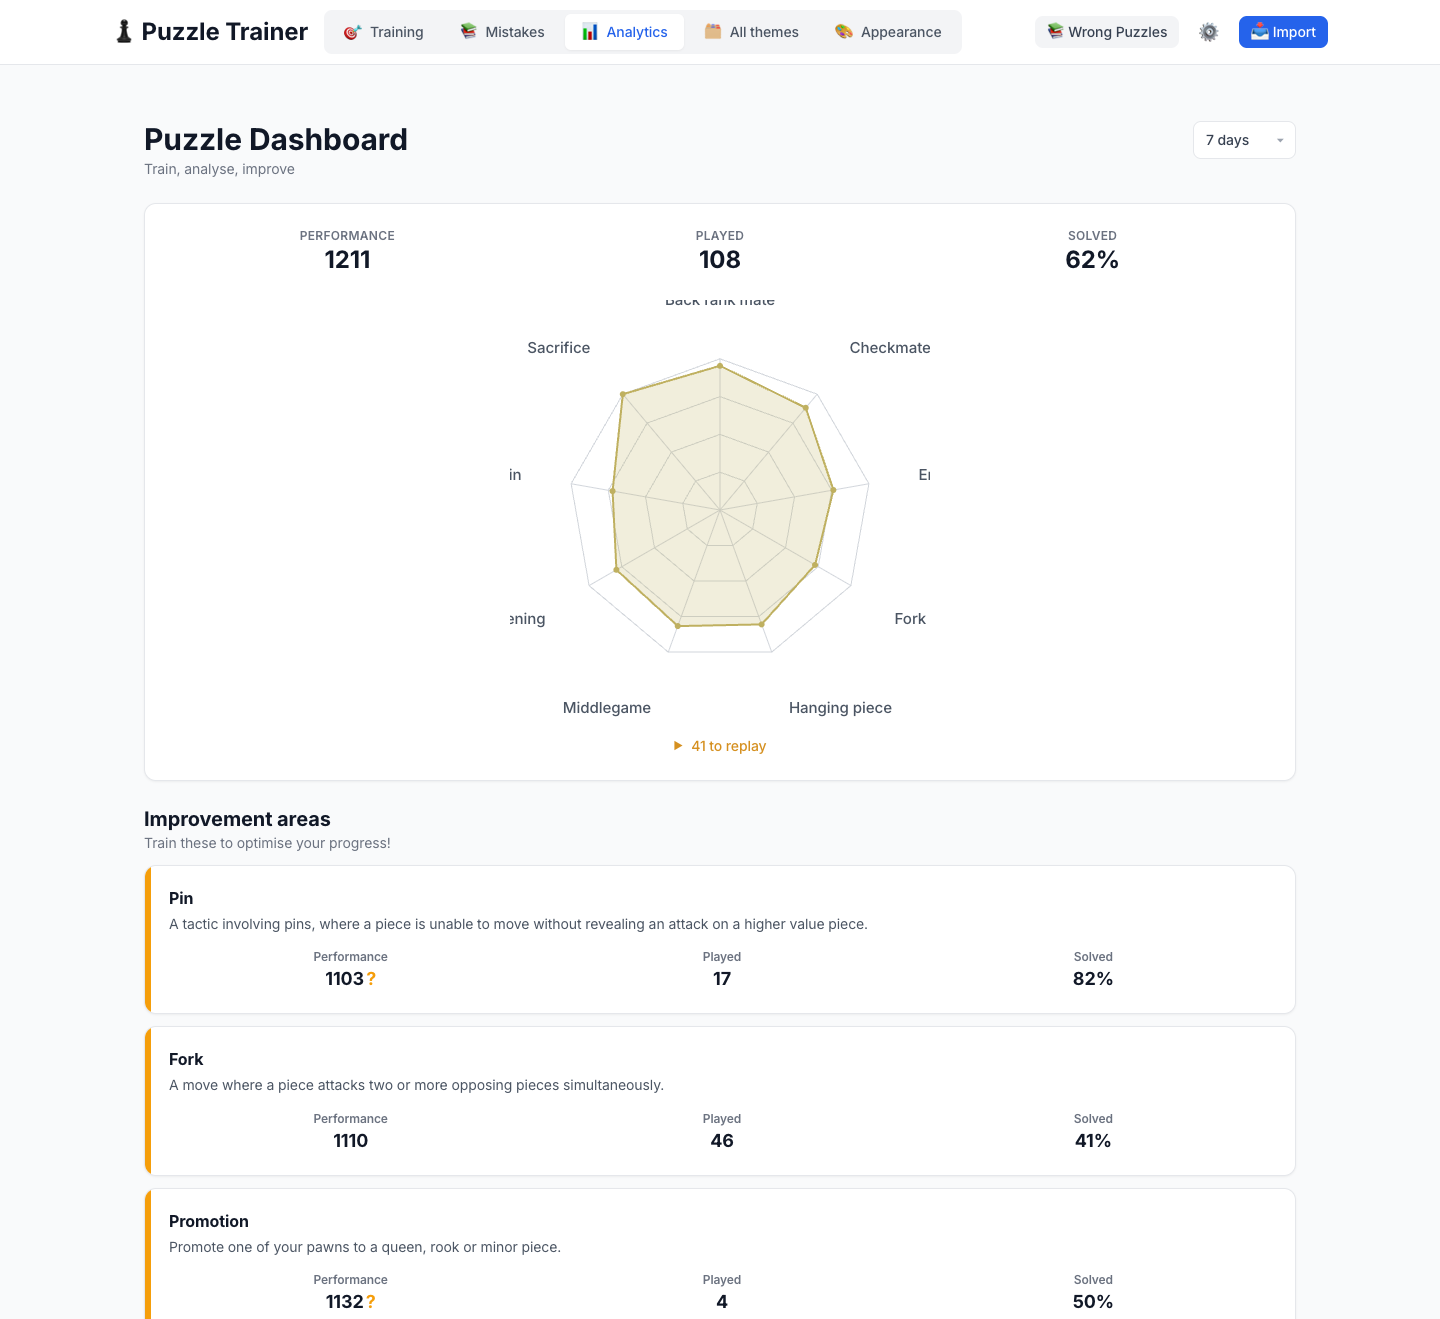 Puzzle Trainer
Training
Mistakes
Analytics
All themes
Appearance
Wrong Puzzles
Import
Puzzle Dashboard
Train, analyse, improve
7 days
PERFORMANCE
1211
PLAYED
108
SOLVED
62%
Back rank mate
Sacrifice
Checkmate
Fork
Middlegame
Hanging piece
41 to replay
Improvement areas
Train these to optimise your progress!
Pin
A tactic involving pins, where a piece is unable to move without revealing an attack on a higher value piece.
Performance
1103?
Played
17
Solved
82%
Fork
A move where a piece attacks two or more opposing pieces simultaneously.
Performance
1110
Played
46
Solved
41%
Promotion
Promote one of your pawns to a queen, rook or minor piece.
Performance
1132?
Played
4
Solved
50%